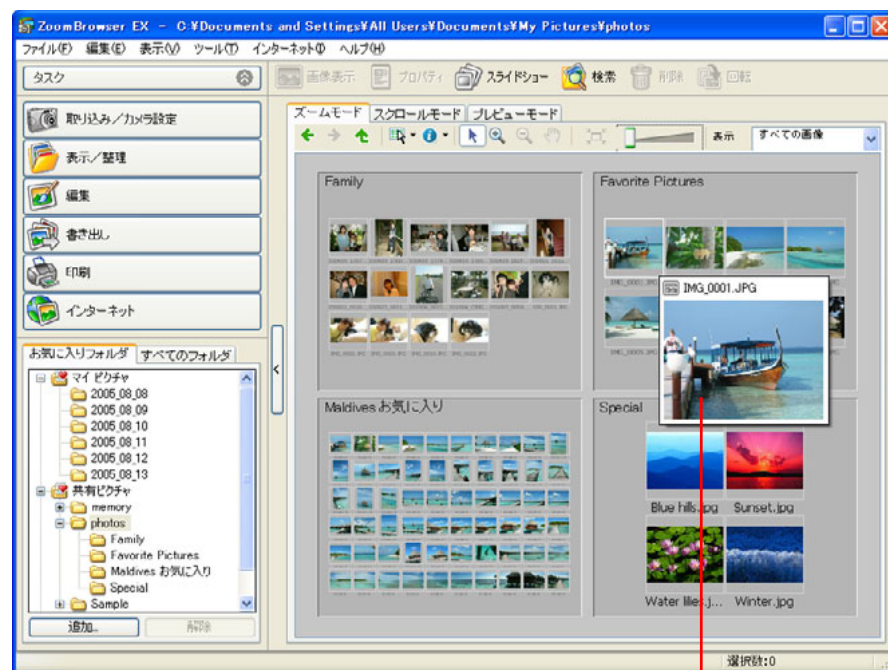 ZoomBrowser EX - C:¥Documents and Settings¥All Users¥Documents¥My Pictures¥photos
ファイル(F) 編集(E) 表示(V) ツール(T) インターネット(I) ヘルプ(H)
タスク
画像表示 プロパティ スライドショー 検索 削除 回転
取り込み／カメラ設定
表示／整理
編集
書き出し
印刷
インターネット
ズームモード スクロールモード プレビューモード
表示 すべての画像
Family
Favorite Pictures
IMG_0001.JPG
Maldives お気に入り
Special
Blue hills.jpg Sunset.jpg
Water lilies.j... Winter.jpg
お気に入りフォルダ すべてのフォルダ
マイ ピクチャ
2005_08_08
2005_08_09
2005_08_10
2005_08_11
2005_08_12
2005_08_13
共有ピクチャ
memory
photos
Family
Favorite Pictures
Maldives お気に入り
Special
Sample
追加... 解除
選択数:0